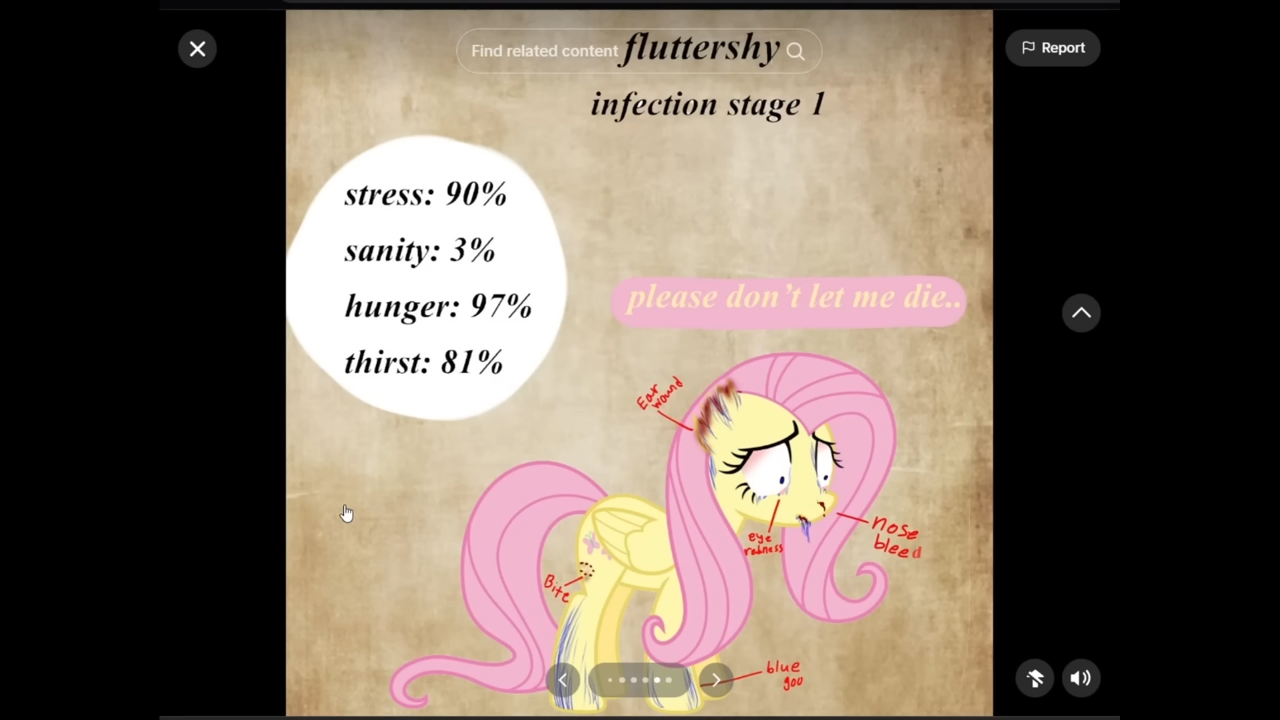 Find related content
fluttershy
Report
infection stage 1
stress: 90%
sanity: 3%
hunger: 97%
thirst: 81%
please don't let me die..
Ear
wound
eye
redness
nose
bleed
Bite
blue
goo